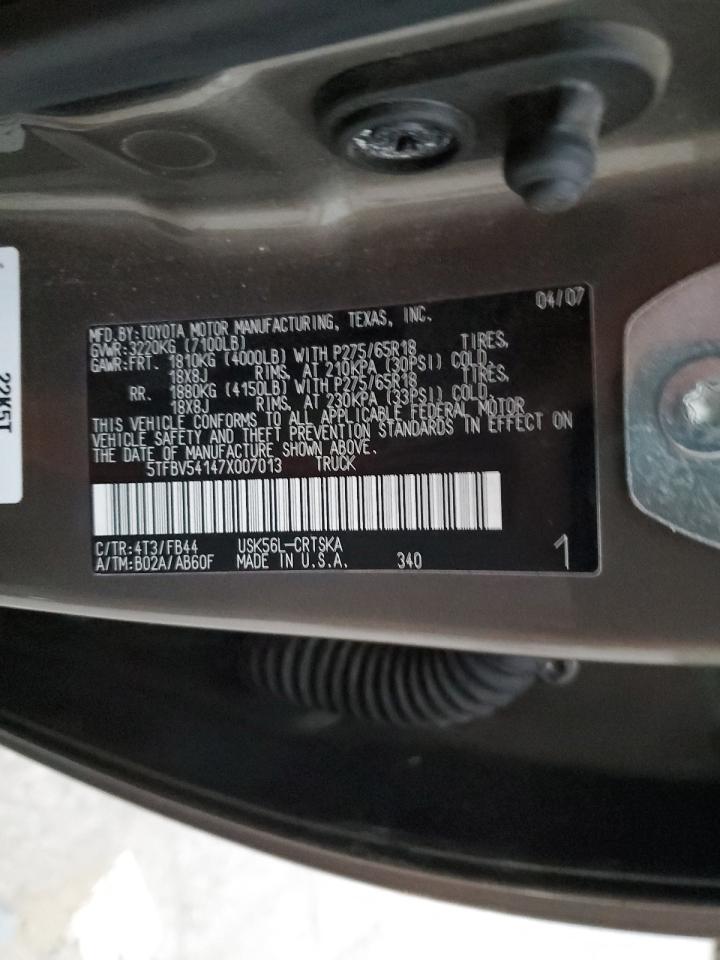 04/07
MFD.BY:TOYOTA MOTOR MANUFACTURING, TEXAS, INC.
GVWR:3220KG (7100LB)
GAWR:FRT. 1810KG (4000LB) WITH P275/65R18 TIRES,
18X8J RIMS, AT 210KPA (30PSI) COLD.
RR. 1880KG (4150LB) WITH P275/65R18 TIRES,
18X8J RIMS, AT 230KPA (33PSI) COLD.
THIS VEHICLE CONFORMS TO ALL APPLICABLE FEDERAL MOTOR
VEHICLE SAFETY AND THEFT PREVENTION STANDARDS IN EFFECT ON
THE DATE OF MANUFACTURE SHOWN ABOVE.
5TFBV54147X007013 TRUCK
C/TR:4T3/FB44 USK56L-CRTSKA
A/TM:B02A/AB60F MADE IN U.S.A. 340 1